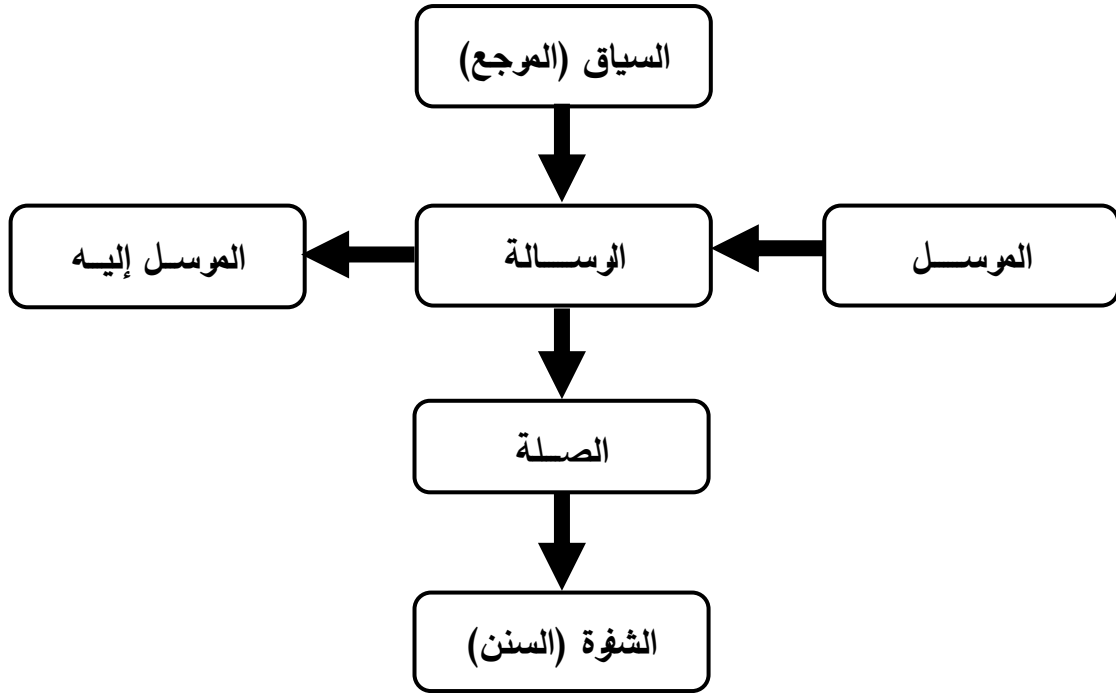 السياق (المرجع)
المرسل
الرسالة
المرسل إليه
الصلة
الشفرة (السنن)